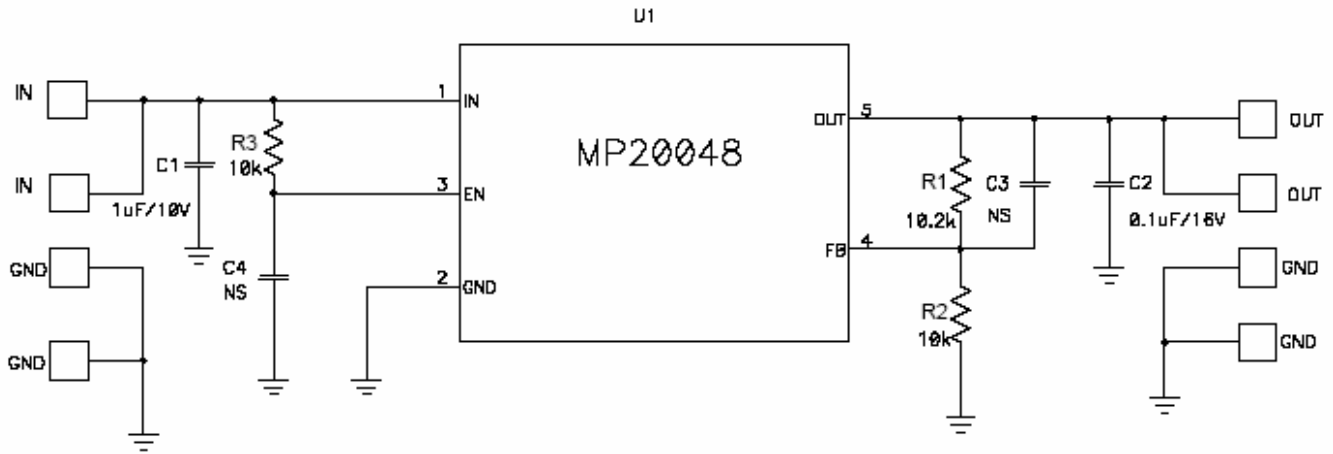 U1
IN
1
IN
R3
10k
C1
1uF/10V
IN
3
EN
MP20048
OUT
5
OUT
R1
10.2k
C3
NS
C2
0.1uF/16V
OUT
GND
C4
NS
2
GND
FB
4
R2
10k
GND
GND
GND